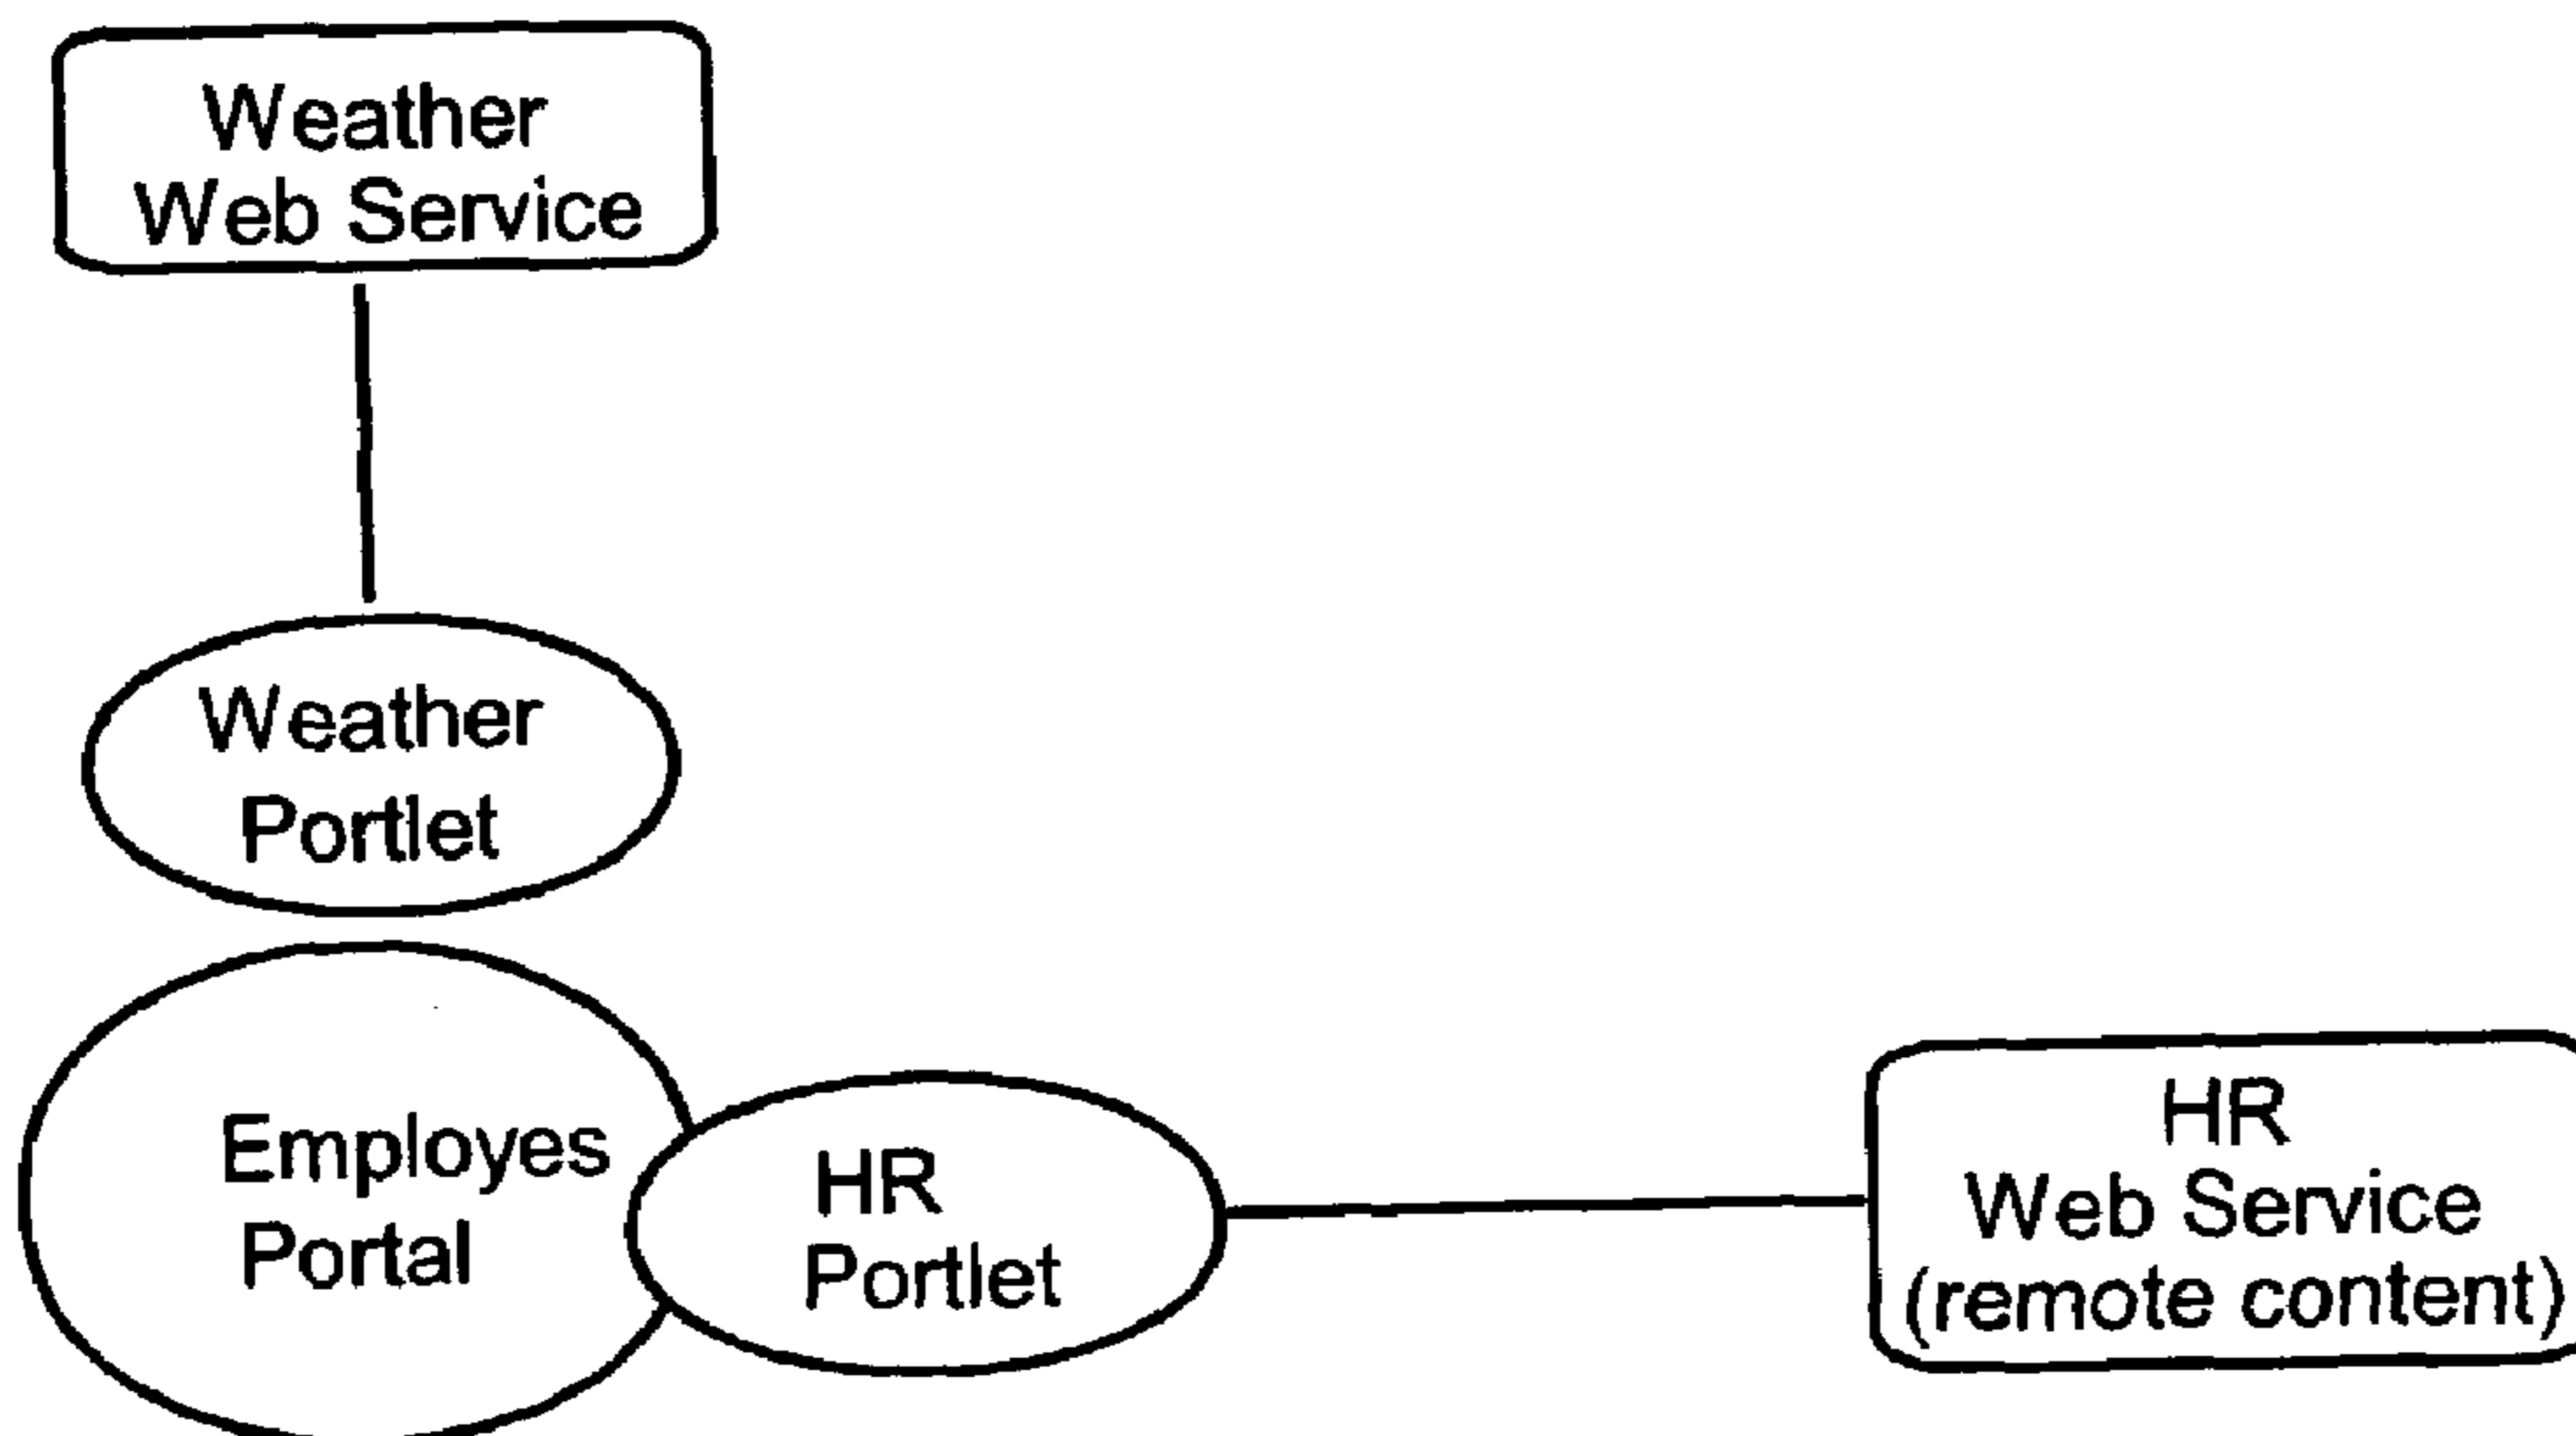 Weather
Web Service
Weather
Portlet
Employes
Portal
HR
Portlet
HR
Web Service
(remote content)